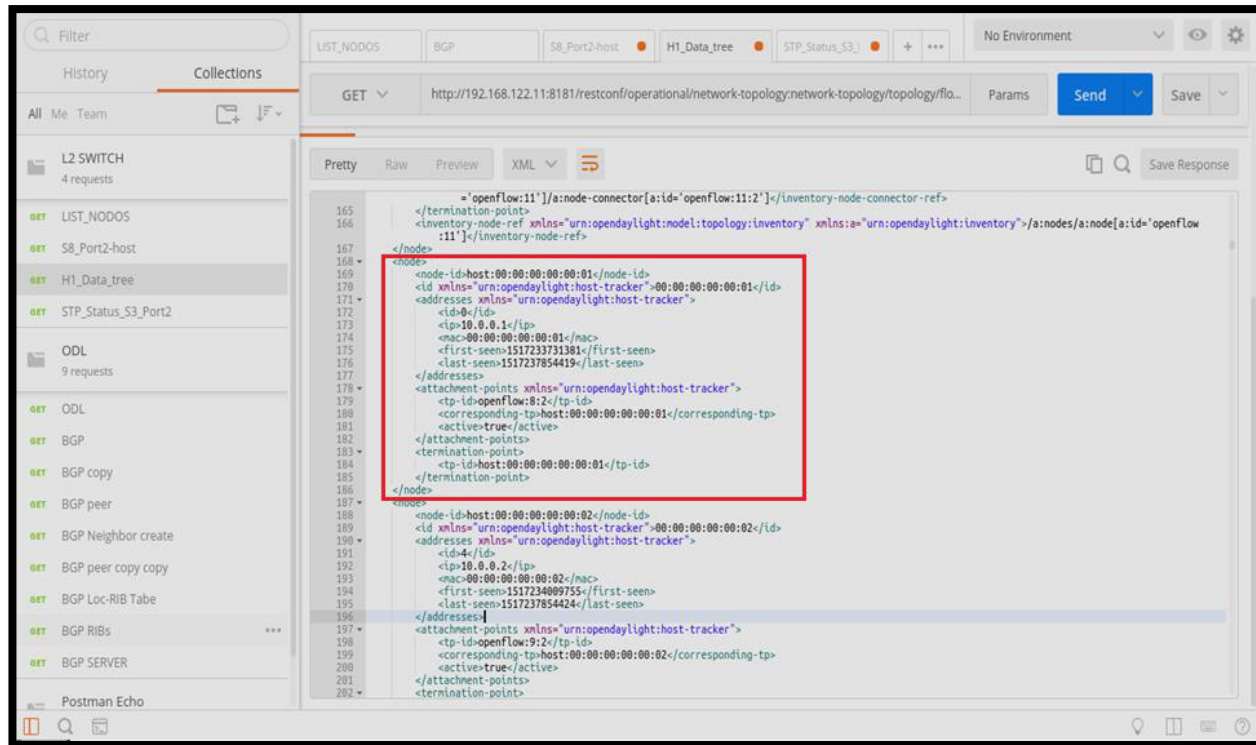 Filter
History Collections
All Me Team
L2 SWITCH
4 requests
GET LIST_NODOS
GET S8_Port2-host
GET H1_Data_tree
GET STP_Status_S3_Port2
ODL
9 requests
GET ODL
GET BGP
GET BGP copy
GET BGP peer
GET BGP Neighbor create
GET BGP peer copy copy
GET BGP Loc-RIB Tabe
GET BGP RIBs •••
GET BGP SERVER
Postman Echo
LIST_NODOS BGP S8_Port2-host H1_Data_tree STP_Status_S3_ + ••• No Environment
GET http://192.168.122.11:8181/restconf/operational/network-topology:network-topology/topology/flo... Params Send Save
Pretty Raw Preview XML Save Response
='openflow:11']/a:node-connector[a:id='openflow:11:2']</inventory-node-connector-ref>
165 </termination-point>
166 <inventory-node-ref xmlns="urn:opendaylight:model:topology:inventory" xmlns:a="urn:opendaylight:inventory">/a:nodes/a:node[a:id='openflow
:11']</inventory-node-ref>
167 </node>
168 <node>
169 <node-id>host:00:00:00:00:00:01</node-id>
170 <id xmlns="urn:opendaylight:host-tracker">00:00:00:00:00:01</id>
171 <addresses xmlns="urn:opendaylight:host-tracker">
172 <id>0</id>
173 <ip>10.0.0.1</ip>
174 <mac>00:00:00:00:00:01</mac>
175 <first-seen>1517233731381</first-seen>
176 <last-seen>1517237854419</last-seen>
177 </addresses>
178 <attachment-points xmlns="urn:opendaylight:host-tracker">
179 <tp-id>openflow:8:2</tp-id>
180 <corresponding-tp>host:00:00:00:00:00:01</corresponding-tp>
181 <active>true</active>
182 </attachment-points>
183 <termination-point>
184 <tp-id>host:00:00:00:00:00:01</tp-id>
185 </termination-point>
186 </node>
187 <node>
188 <node-id>host:00:00:00:00:00:02</node-id>
189 <id xmlns="urn:opendaylight:host-tracker">00:00:00:00:00:02</id>
190 <addresses xmlns="urn:opendaylight:host-tracker">
191 <id>4</id>
192 <ip>10.0.0.2</ip>
193 <mac>00:00:00:00:00:02</mac>
194 <first-seen>1517234009755</first-seen>
195 <last-seen>1517237854424</last-seen>
196 </addresses>
197 <attachment-points xmlns="urn:opendaylight:host-tracker">
198 <tp-id>openflow:9:2</tp-id>
199 <corresponding-tp>host:00:00:00:00:00:02</corresponding-tp>
200 <active>true</active>
201 </attachment-points>
202 <termination-point>